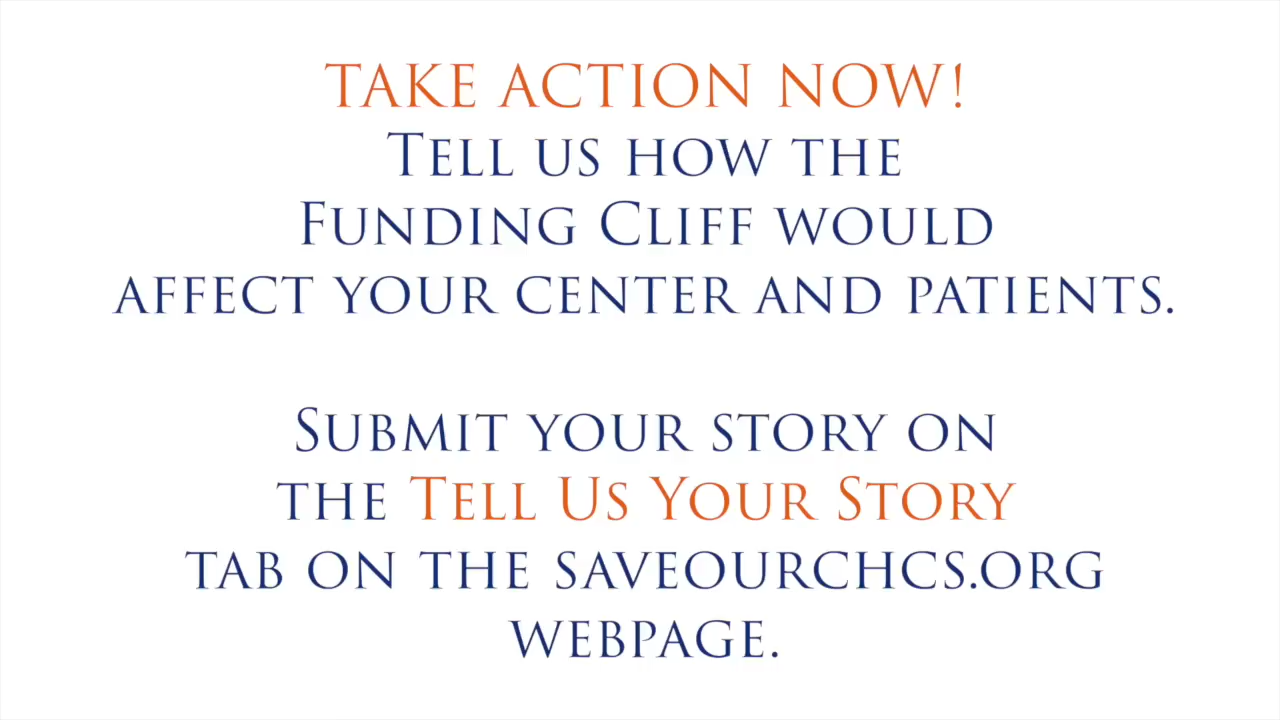 TAKE ACTION NOW!
TELL US HOW THE
FUNDING CLIFF WOULD
AFFECT YOUR CENTER AND PATIENTS.
SUBMIT YOUR STORY ON
THE TELL US YOUR STORY
TAB ON THE SAVEOURCHCS.ORG
WEBPAGE.